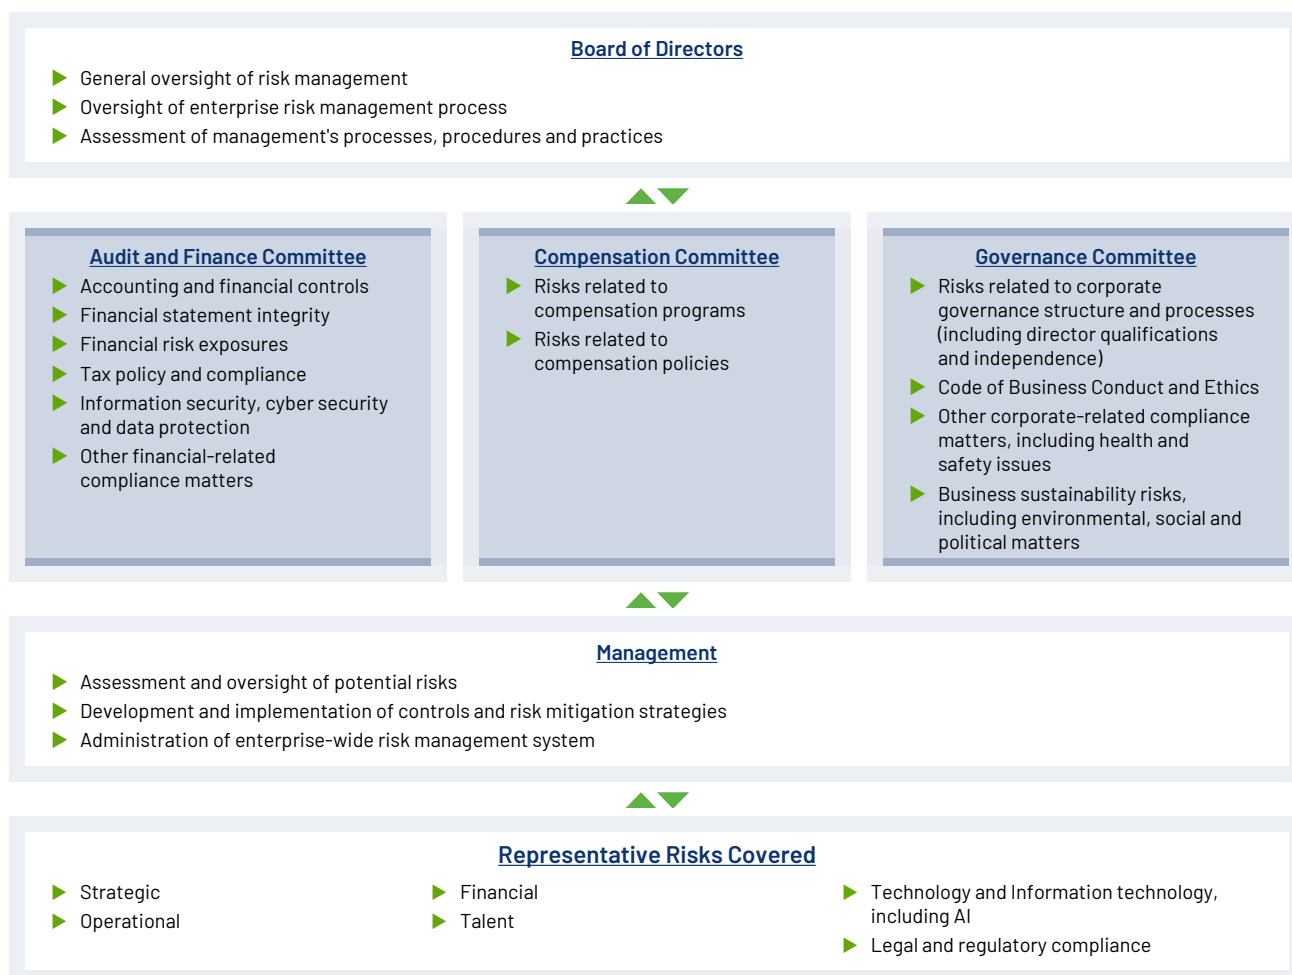 Board of Directors
General oversight of risk management
Oversight of enterprise risk management process
Assessment of management's processes, procedures and practices
Audit and Finance Committee
Accounting and financial controls
Financial statement integrity
Financial risk exposures
Tax policy and compliance
Information security, cyber security
and data protection
Other financial-related
compliance matters
Compensation Committee
Risks related to
compensation programs
Risks related to
compensation policies
Governance Committee
Risks related to corporate
governance structure and processes
(including director qualifications
and independence)
Code of Business Conduct and Ethics
Other corporate-related compliance
matters, including health and
safety issues
Business sustainability risks,
including environmental, social and
political matters
Management
Assessment and oversight of potential risks
Development and implementation of controls and risk mitigation strategies
Administration of enterprise-wide risk management system
Representative Risks Covered
Strategic
Operational
Financial
Talent
Technology and Information technology,
including AI
Legal and regulatory compliance